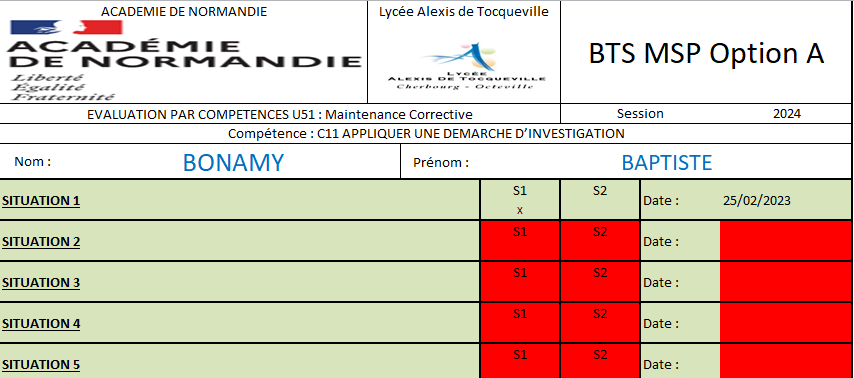 ACADEMIE DE NORMANDIE
Lycée Alexis de Tocqueville
BTS MSP Option A
ACADÉMIE
DE NORMANDIE
Liberté
Égalité
Fraternité
LYCÉE
ALEXIS DE TOCQUEVILLE
Cherbourg - Octeville
EVALUATION PAR COMPETENCES U51 : Maintenance Corrective
Session 2024
Compétence : C11 APPLIQUER UNE DEMARCHE D'INVESTIGATION
Nom : BONAMY Prénom : BAPTISTE
SITUATION 1 S1 S2 Date : 25/02/2023
x
SITUATION 2 S1 S2 Date :
SITUATION 3 S1 S2 Date :
SITUATION 4 S1 S2 Date :
SITUATION 5 S1 S2 Date :